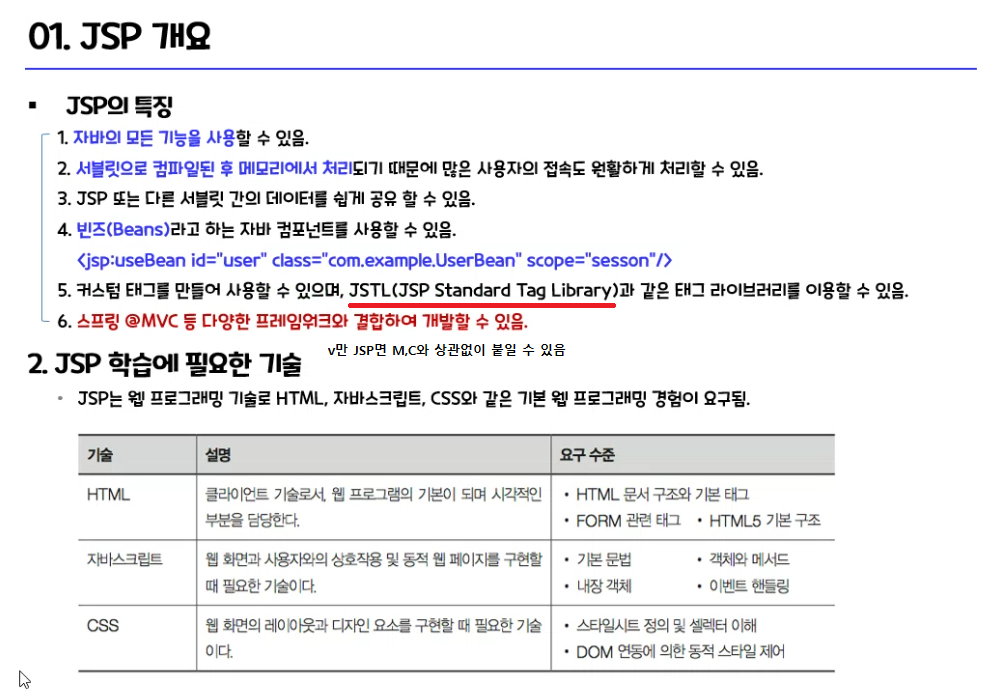 01. JSP 개요
▪ JSP의 특징
1. 자바의 모든 기능을 사용할 수 있음.
2. 서블릿으로 컴파일된 후 메모리에서 처리되기 때문에 많은 사용자의 접속도 원활하게 처리할 수 있음.
3. JSP 또는 다른 서블릿 간의 데이터를 쉽게 공유 할 수 있음.
4. 빈즈(Beans)라고 하는 자바 컴포넌트를 사용할 수 있음.
<jsp:useBean id="user" class="com.example.UserBean" scope="sesson"/>
5. 커스텀 태그를 만들어 사용할 수 있으며, JSTL(JSP Standard Tag Library)과 같은 태그 라이브러리를 이용할 수 있음.
6. 스프링 @MVC 등 다양한 프레임워크와 결합하여 개발할 수 있음.
v만 JSP면 M,C와 상관없이 붙일 수 있음
2. JSP 학습에 필요한 기술
• JSP는 웹 프로그래밍 기술로 HTML, 자바스크립트, CSS와 같은 기본 웹 프로그래밍 경험이 요구됨.
기술 설명 요구 수준
HTML 클라이언트 기술로서, 웹 프로그램의 기본이 되며 시각적인 • HTML 문서 구조와 기본 태그
부분을 담당한다. • FORM 관련 태그 • HTML5 기본 구조
자바스크립트 웹 화면과 사용자와의 상호작용 및 동적 웹 페이지를 구현할 • 기본 문법 • 객체와 메서드
때 필요한 기술이다. • 내장 객체 • 이벤트 핸들링
CSS 웹 화면의 레이아웃과 디자인 요소를 구현할 때 필요한 기술 • 스타일시트 정의 및 셀렉터 이해
이다. • DOM 연동에 의한 동적 스타일 제어